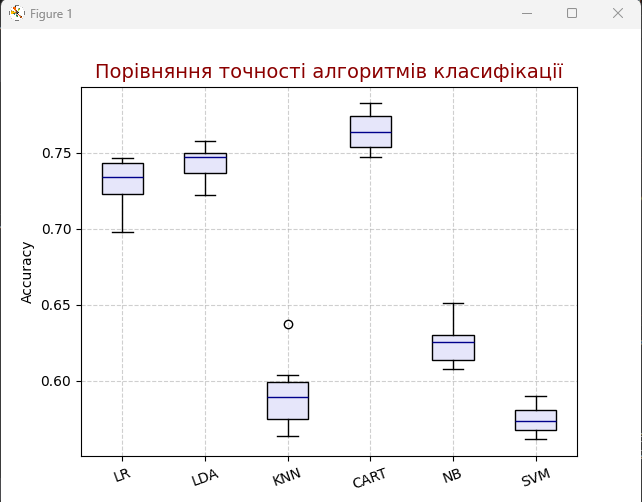 Figure 1
Порівняння точності алгоритмів класифікації
Accuracy
0.75
0.70
0.65
0.60
LR LDA KNN CART NB SVM